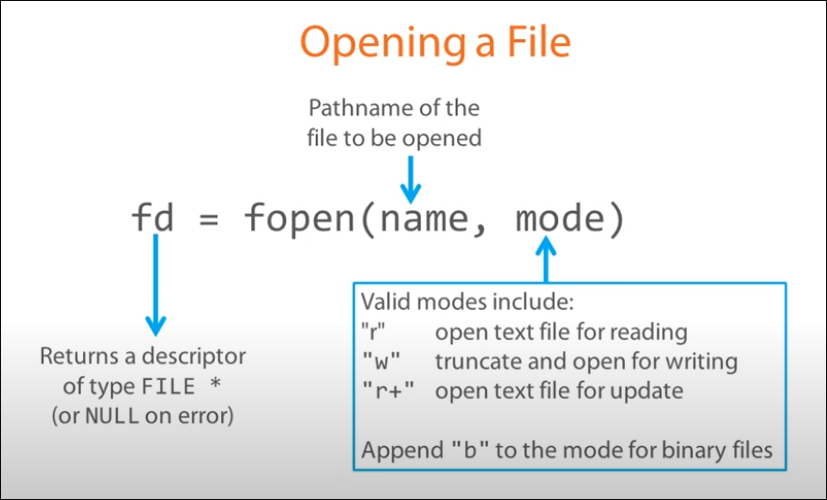 Opening a File
Pathname of the
file to be opened
fd = fopen(name, mode)
Valid modes include:
"r" open text file for reading
"w" truncate and open for writing
"r+" open text file for update
Append "b" to the mode for binary files
Returns a descriptor
of type FILE *
(or NULL on error)